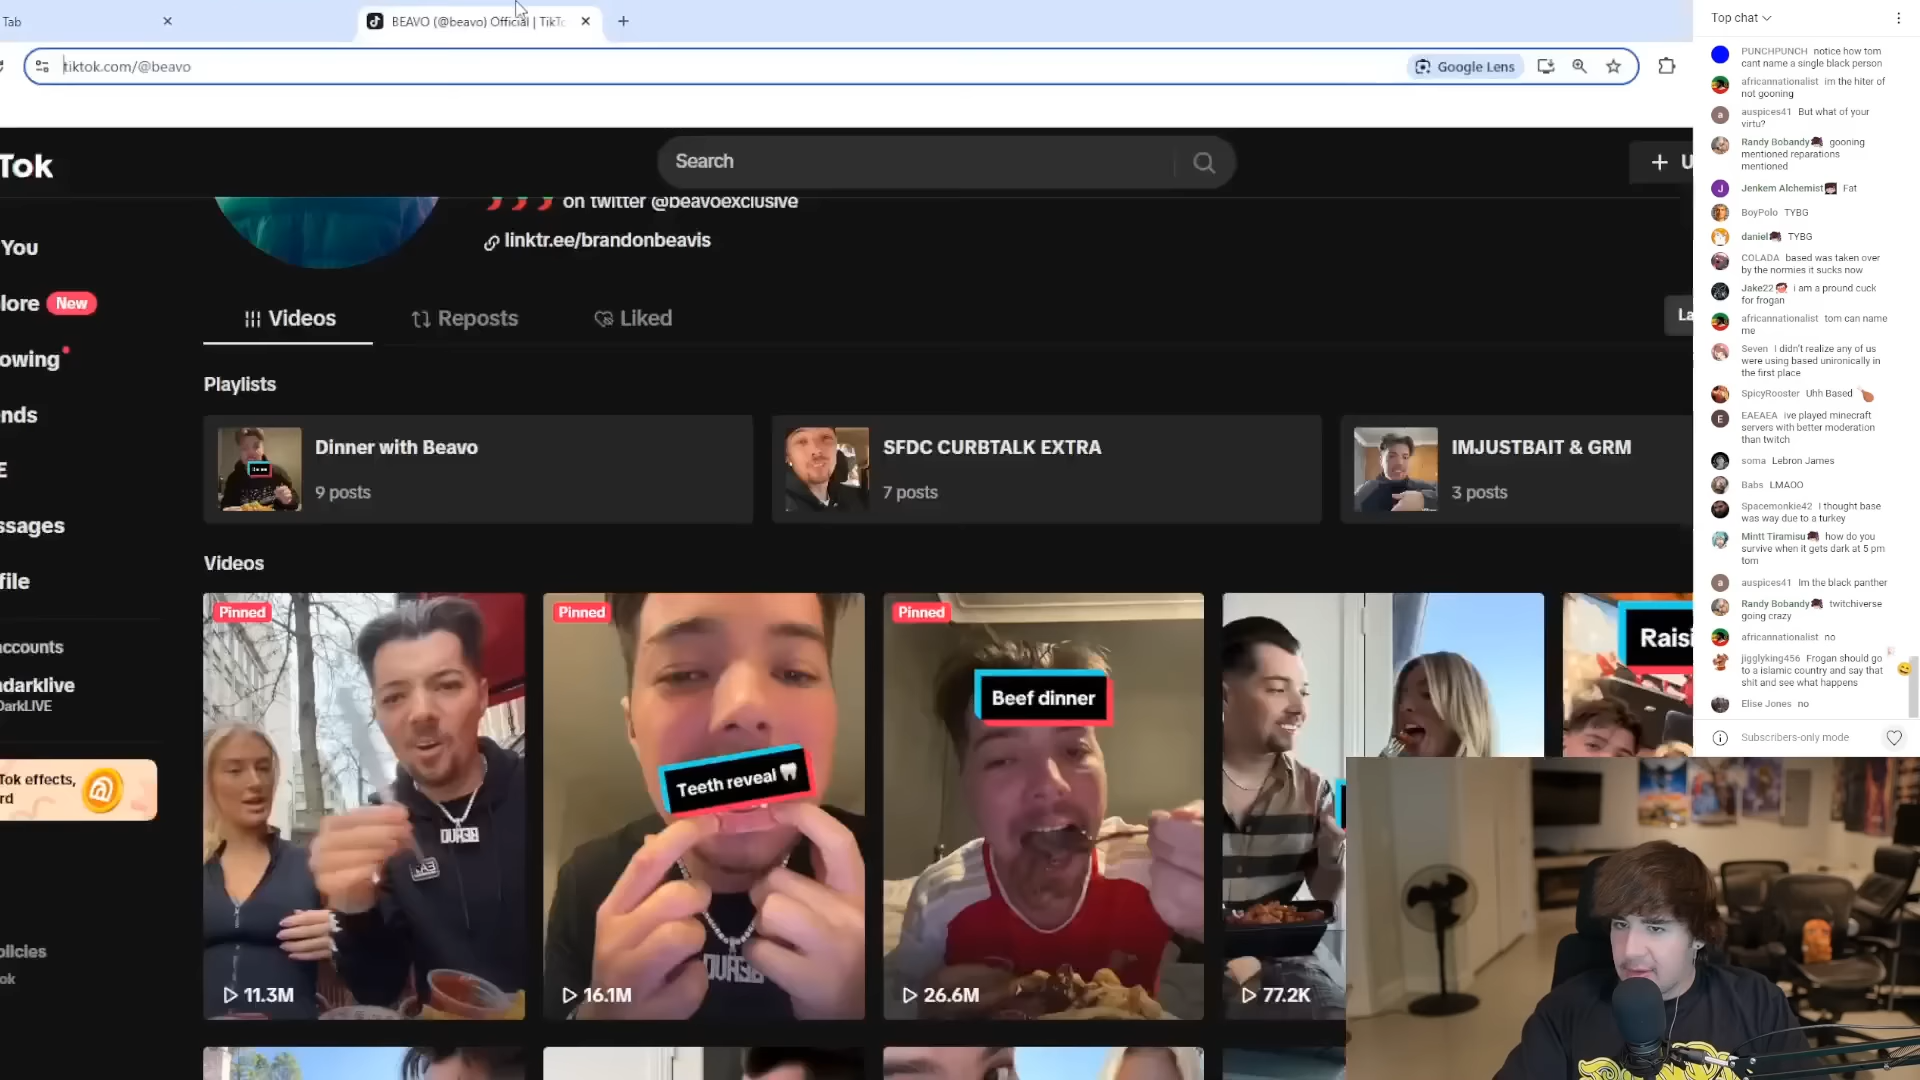 Tab
BEAVO (@beavo) Official | TikTo
tiktok.com/@beavo
Google Lens
Tok
Search
U
on twitter @beavoexclusive
linktr.ee/brandonbeavis
You
lore New
owing
nds
E
ssages
file
accounts
darklive
DarkLIVE
Tok effects,
rd
olicies
ok
Videos
Reposts
Liked
La
Playlists
Dinner with Beavo
9 posts
SFDC CURBTALK EXTRA
7 posts
IMJUSTBAIT & GRM
3 posts
Videos
Pinned
11.3M
Pinned
Teeth reveal
16.1M
Pinned
Beef dinner
26.6M
77.2K
Raisi
Top chat
PUNCHPUNCH notice how tom
cant name a single black person
africannationalist im the hiter of
not gooning
auspices41 But what of your
virtu?
Randy Bobandy gooning
mentioned reparations
mentioned
Jenkem Alchemist Fat
BoyPolo TYBG
daniel TYBG
COLADA based was taken over
by the normies it sucks now
Jake22 i am a pround cuck
for frogan
africannationalist tom can name
me
Seven I didn't realize any of us
were using based unironically in
the first place
SpicyRooster Uhh Based
EAEAEA ive played minecraft
servers with better moderation
than twitch
soma Lebron James
Babs LMAOO
Spacemonkie42 I thought base
was way due to a turkey
Mintt Tiramisu how do you
survive when it gets dark at 5 pm
tom
auspices41 Im the black panther
Randy Bobandy twitchiverse
going crazy
africannationalist no
jigglyking456 Frogan should go
to a islamic country and say that
shit and see what happens
Elise Jones no
Subscribers-only mode